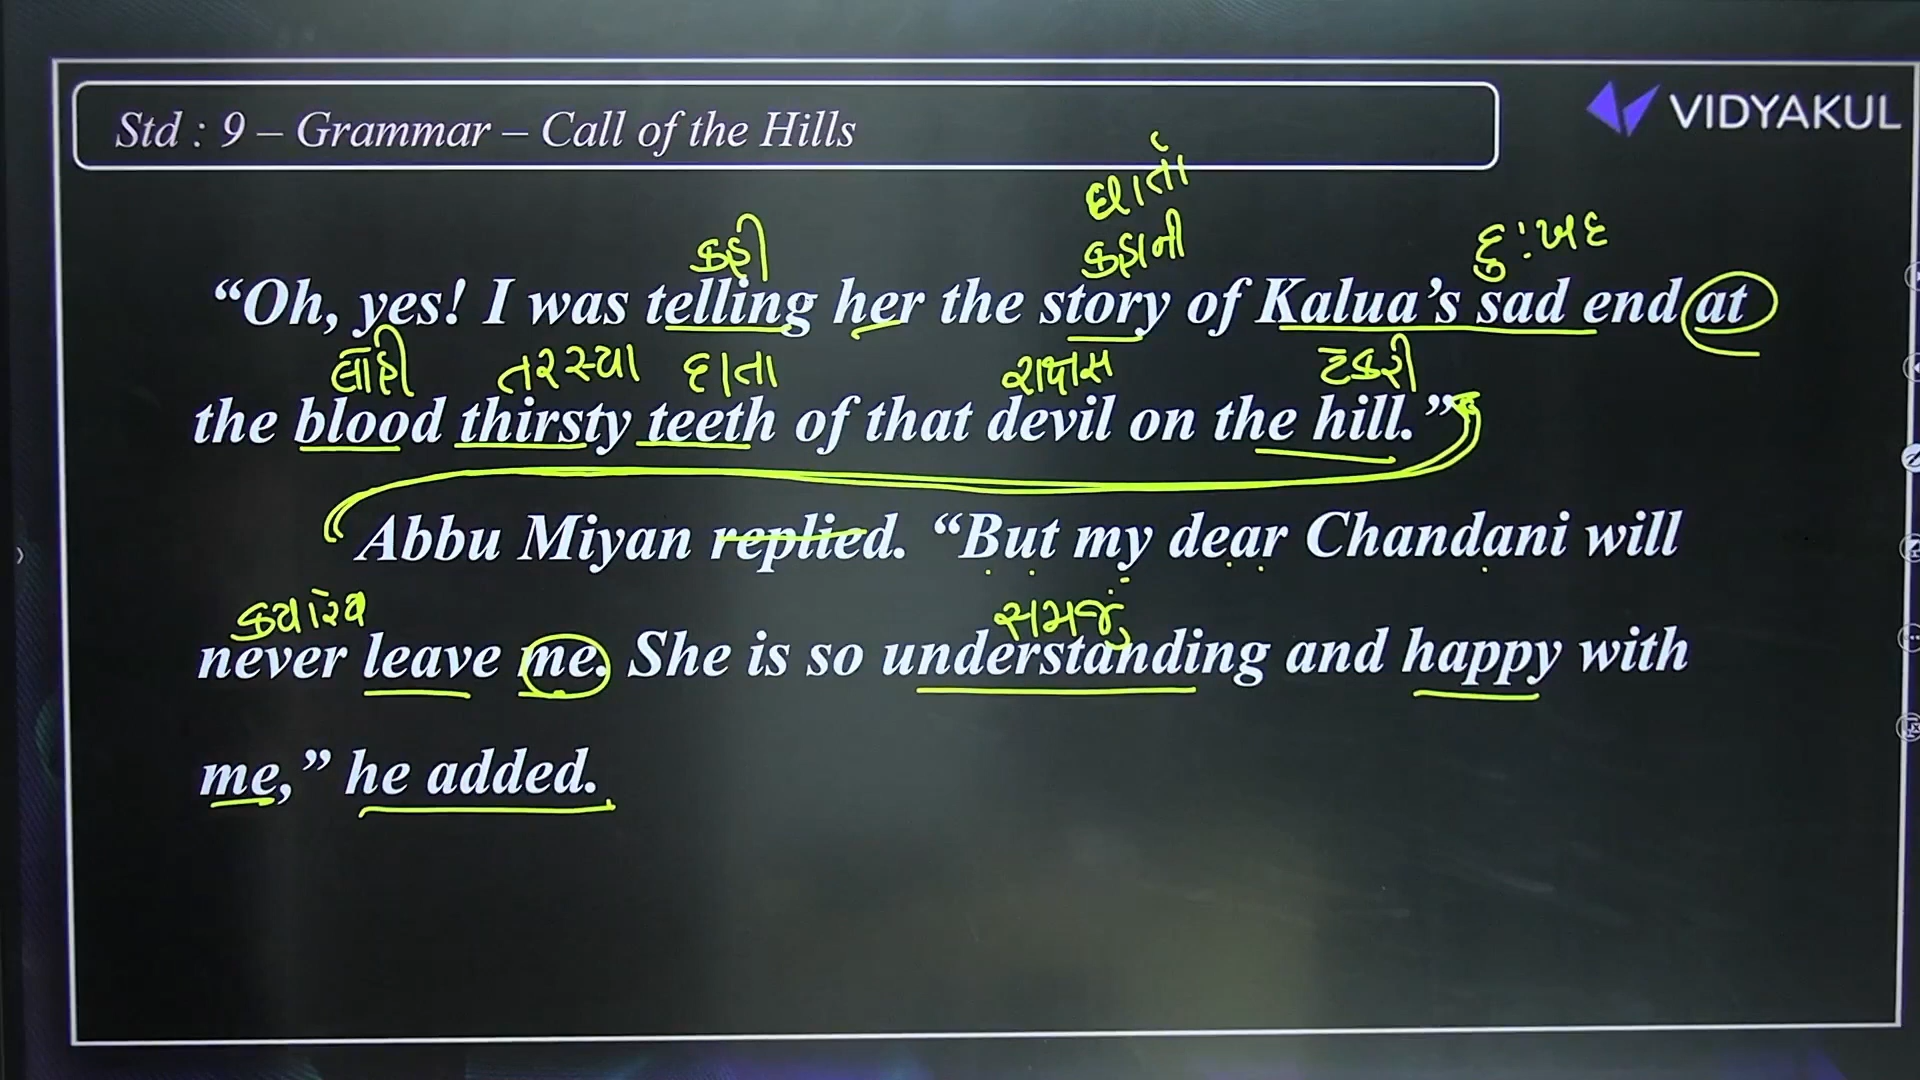 Std : 9 – Grammar – Call of the Hills
VIDYAKUL
વાર્તા
કહી કહાની દુ:ખદ
“Oh, yes! I was telling her the story of Kalua’s sad end at
લોહી તરસ્યા દાંતા રાક્ષસ ટેકરી
the blood thirsty teeth of that devil on the hill.”
Abbu Miyan replied. “But my dear Chandani will
ક્યારેય સમજુ
never leave me. She is so understanding and happy with
me,” he added.